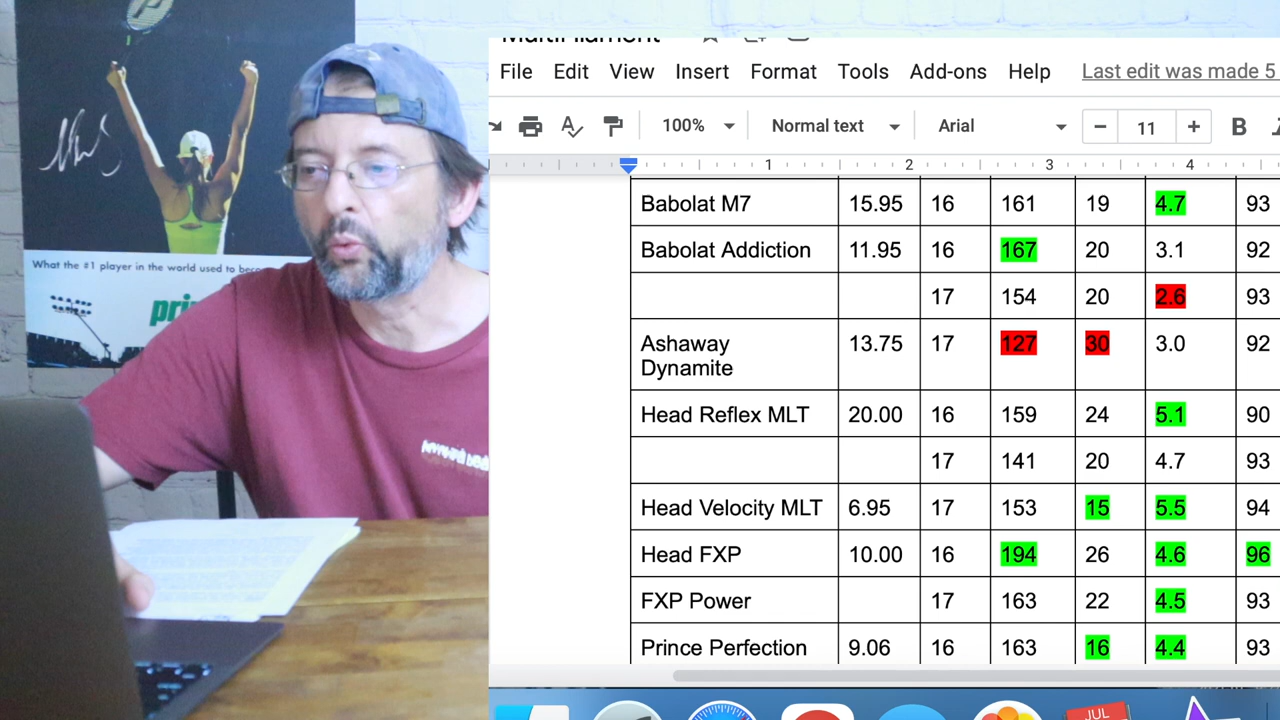 What the #1 player in the world used to
File Edit View Insert Format Tools Add-ons Help Last edit was made 5
100% Normal text Arial 11 B
1 2 3 4
Babolat M7 15.95 16 161 19 4.7 93
Babolat Addiction 11.95 16 167 20 3.1 92
17 154 20 2.6 93
Ashaway 13.75 17 127 30 3.0 92
Dynamite
Head Reflex MLT 20.00 16 159 24 5.1 90
17 141 20 4.7 93
Head Velocity MLT 6.95 17 153 15 5.5 94
Head FXP 10.00 16 194 26 4.6 96
FXP Power 17 163 22 4.5 93
Prince Perfection 9.06 16 163 16 4.4 93
JUL